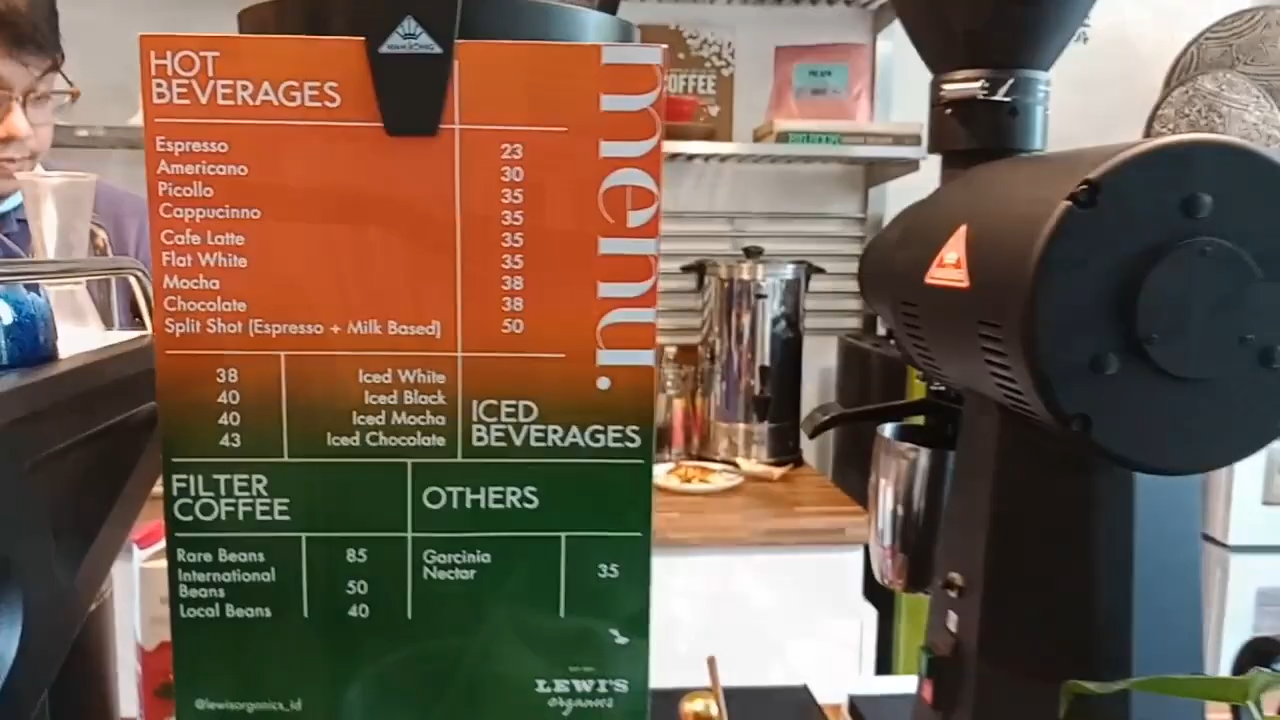 MAHLKÖNIG
HOT
BEVERAGES
menu.
Espresso 23
Americano 30
Picollo 35
Cappucinno 35
Cafe Latte 35
Flat White 35
Mocha 38
Chocolate 38
Split Shot (Espresso + Milk Based) 50
38 Iced White
40 Iced Black
40 Iced Mocha
43 Iced Chocolate
ICED
BEVERAGES
FILTER
COFFEE
Rare Beans 85
International
Beans 50
Local Beans 40
OTHERS
Garcinia
Nectar 35
LEWI'S
organics
@lewisorganics_id
COFFEE